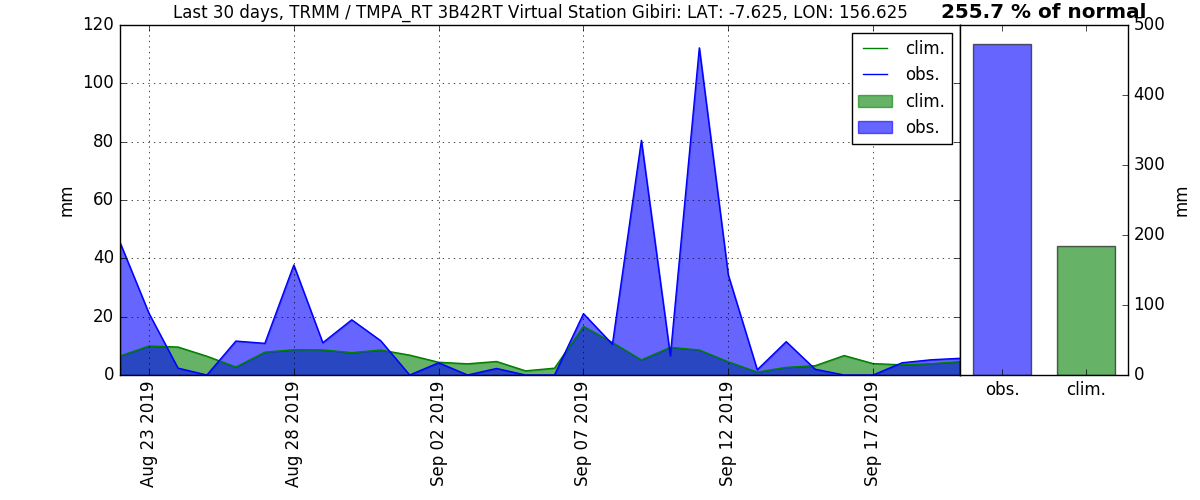 Last 30 days, TRMM / TMPA_RT 3B42RT Virtual Station Gibiri: LAT: -7.625, LON: 156.625
255.7 % of normal
120
100
80
60
40
20
0
mm
clim.
obs.
clim.
obs.
500
400
300
200
100
0
mm
Aug 23 2019
Aug 28 2019
Sep 02 2019
Sep 07 2019
Sep 12 2019
Sep 17 2019
obs.
clim.